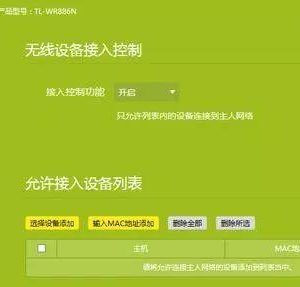 产品型号：TL-WR886N
无线设备接入控制
接入控制功能 开启
只允许列表内的设备连接到主人网络
允许接入设备列表
选择设备添加 输入MAC地址添加 删除全部 删除所选
主机 MA
请将允许连接主人网络的设备添加到列表当中。